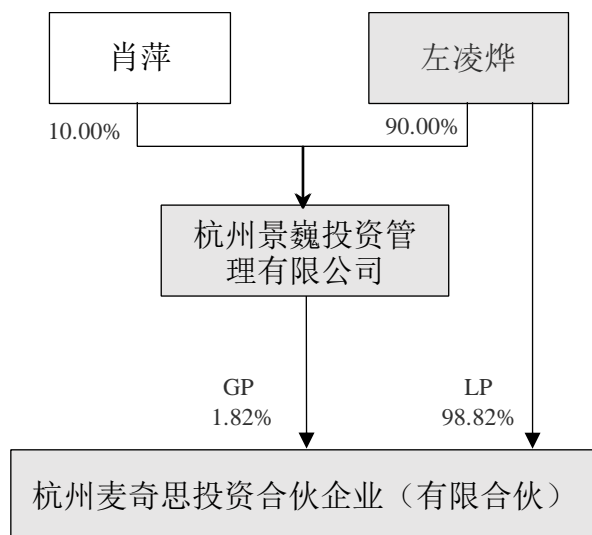 肖萍
左凌烨
10.00%
90.00%
杭州景巍投资管
理有限公司
GP
LP
1.82%
98.82%
杭州麦奇思投资合伙企业（有限合伙）